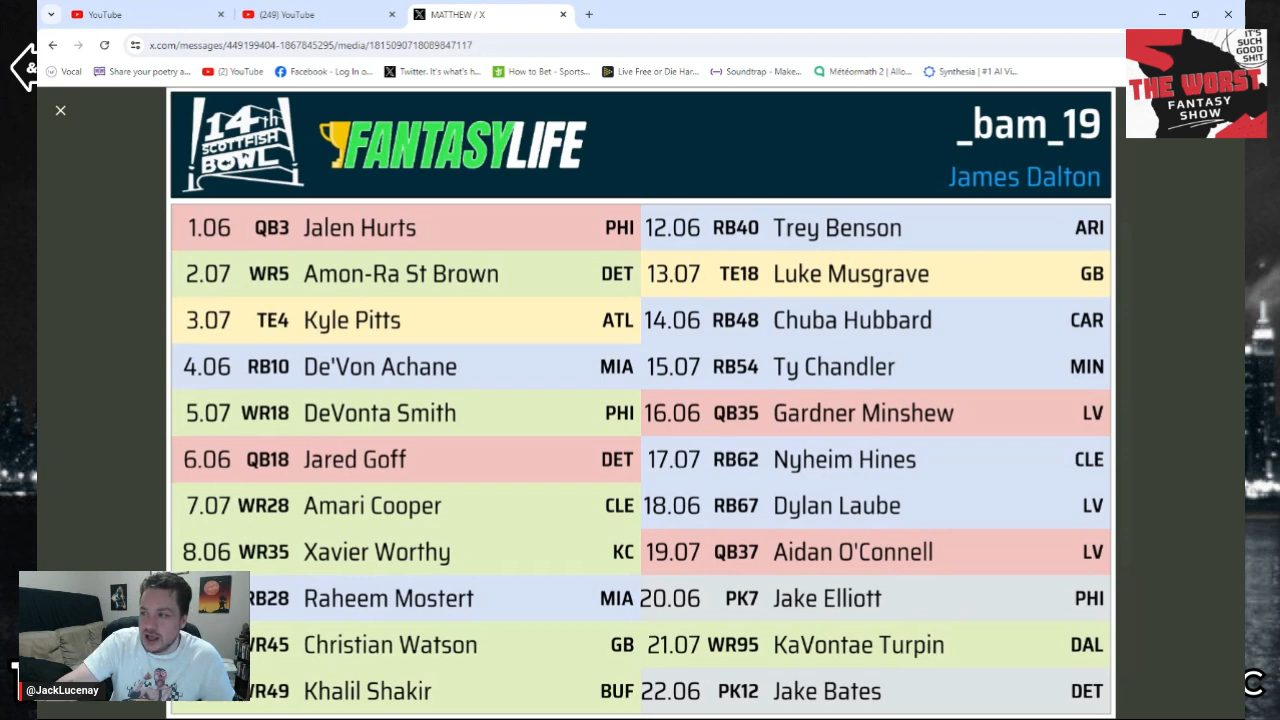 YouTube
(249) YouTube
MATTHEW / X
x.com/messages/449199404-1867845295/media/1815090718089847117
Vocal
Share your poetry a...
(2) YouTube
Facebook - Log In o...
Twitter. It's what's h...
How to Bet - Sports...
Live Free or Die Har...
Soundtrap - Make...
Météormath 2 | Allo...
Synthesia | #1 AI Vi...
IT'S
SUCH
GOOD
SH!T
THE WORST
FANTASY
SHOW
&
14th
SCOTTFISH
BOWL
FANTASYLIFE
_bam_19
James Dalton
1.06 QB3 Jalen Hurts PHI
2.07 WR5 Amon-Ra St Brown DET
3.07 TE4 Kyle Pitts ATL
4.06 RB10 De'Von Achane MIA
5.07 WR18 DeVonta Smith PHI
6.06 QB18 Jared Goff DET
7.07 WR28 Amari Cooper CLE
8.06 WR35 Xavier Worthy KC
RB28 Raheem Mostert MIA
WR45 Christian Watson GB
WR49 Khalil Shakir BUF
12.06 RB40 Trey Benson ARI
13.07 TE18 Luke Musgrave GB
14.06 RB48 Chuba Hubbard CAR
15.07 RB54 Ty Chandler MIN
16.06 QB35 Gardner Minshew LV
17.07 RB62 Nyheim Hines CLE
18.06 RB67 Dylan Laube LV
19.07 QB37 Aidan O'Connell LV
20.06 PK7 Jake Elliott PHI
21.07 WR95 KaVontae Turpin DAL
22.06 PK12 Jake Bates DET
@JackLucenay